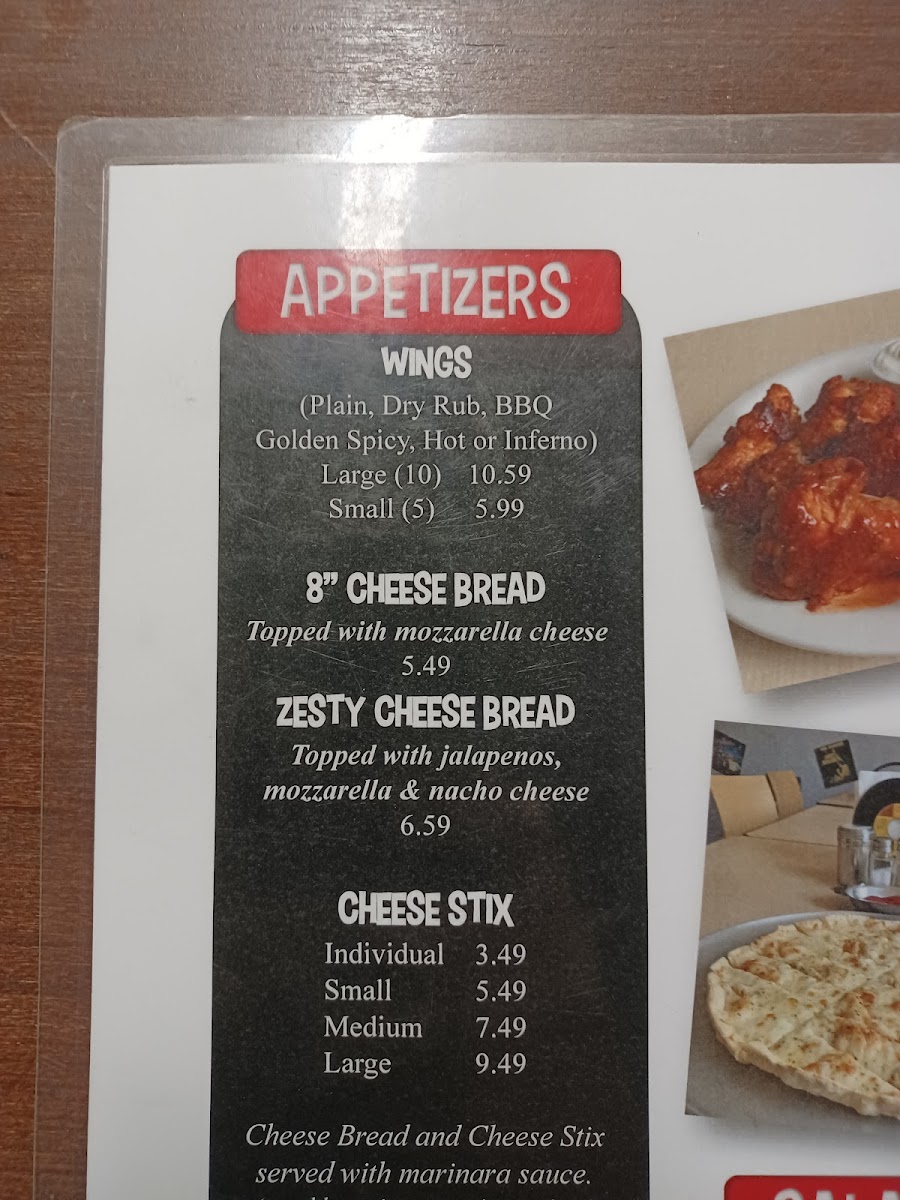 APPETIZERS
WINGS
(Plain, Dry Rub, BBQ
Golden Spicy, Hot or Inferno)
Large (10) 10.59
Small (5) 5.99
8” CHEESE BREAD
Topped with mozzarella cheese
5.49
ZESTY CHEESE BREAD
Topped with jalapenos,
mozzarella & nacho cheese
6.59
CHEESE STIX
Individual 3.49
Small 5.49
Medium 7.49
Large 9.49
Cheese Bread and Cheese Stix
served with marinara sauce.